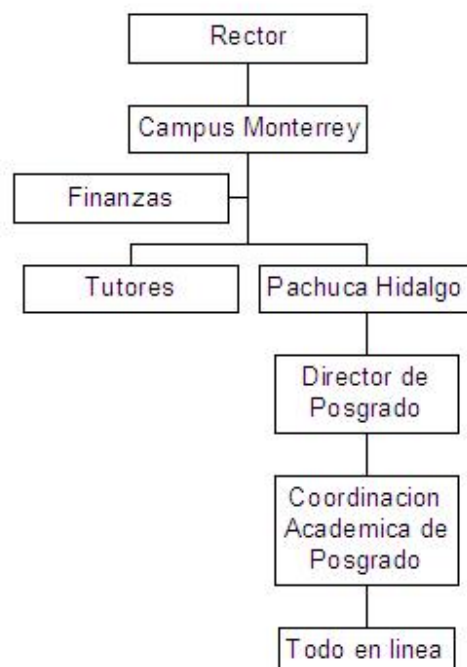 Rector
Campus Monterrey
Finanzas
Tutores
Pachuca Hidalgo
Director de
Posgrado
Coordinacion
Academica de
Posgrado
Todo en linea